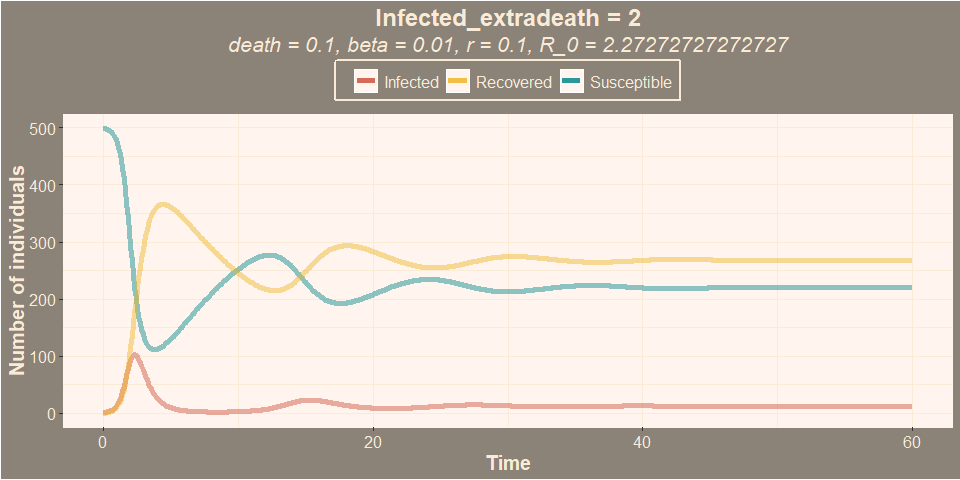 Infected_extradeath = 2
death = 0.1, beta = 0.01, r = 0.1, R_0 = 2.27272727272727
Infected Recovered Susceptible
Number of individuals
500
400
300
200
100
0
0 20 40 60
Time